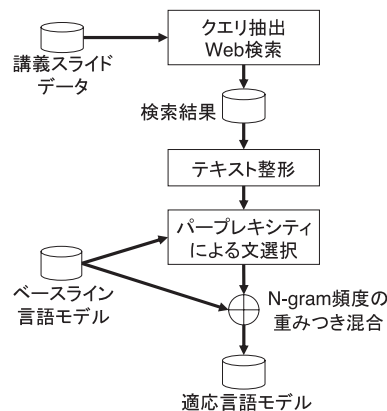 クエリ抽出
Web検索
講義スライド
データ
検索結果
テキスト整形
パープレキシティ
による文選択
ベースライン
言語モデル
N-gram頻度の
重みつき混合
適応言語モデル